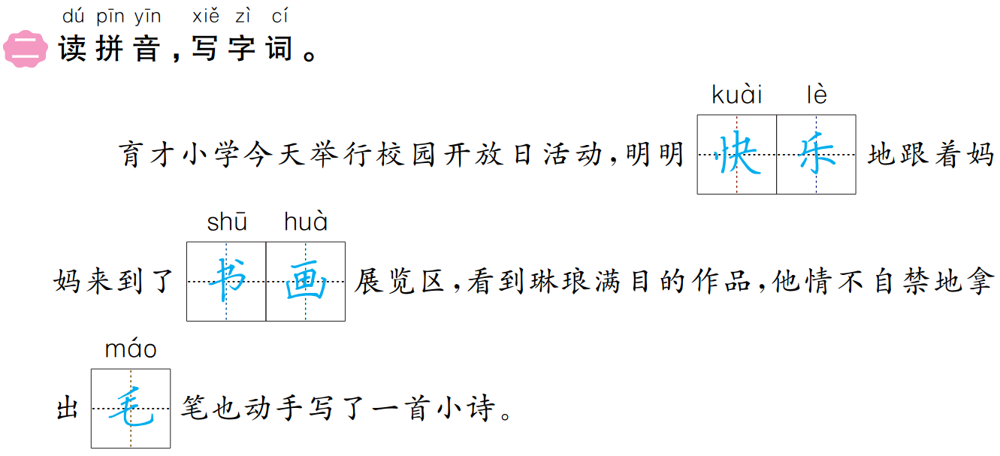 dú pīn yīn xiě zì cí
二 读拼音，写字词。
kuài lè
育才小学今天举行校园开放日活动，明明快乐地跟着妈
shū huà
妈来到了书画展览区，看到琳琅满目的作品，他情不自禁地拿
máo
出毛笔也动手写了一首小诗。